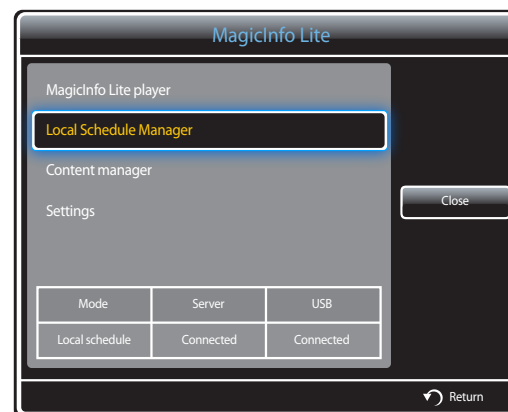 MagicInfo Lite
MagicInfo Lite player
Local Schedule Manager
Content manager
Settings
Close
Mode Server USB
Local schedule Connected Connected
Return